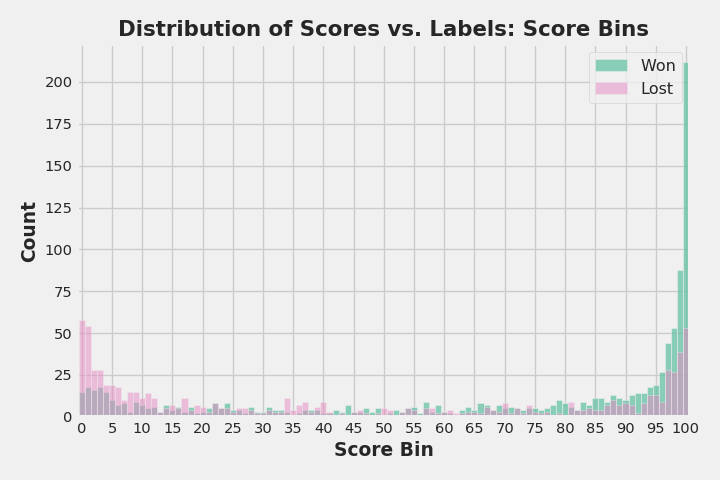 Distribution of Scores vs. Labels: Score Bins
Won
Lost
Count
200
175
150
125
100
75
50
25
0
0 5 10 15 20 25 30 35 40 45 50 55 60 65 70 75 80 85 90 95 100
Score Bin